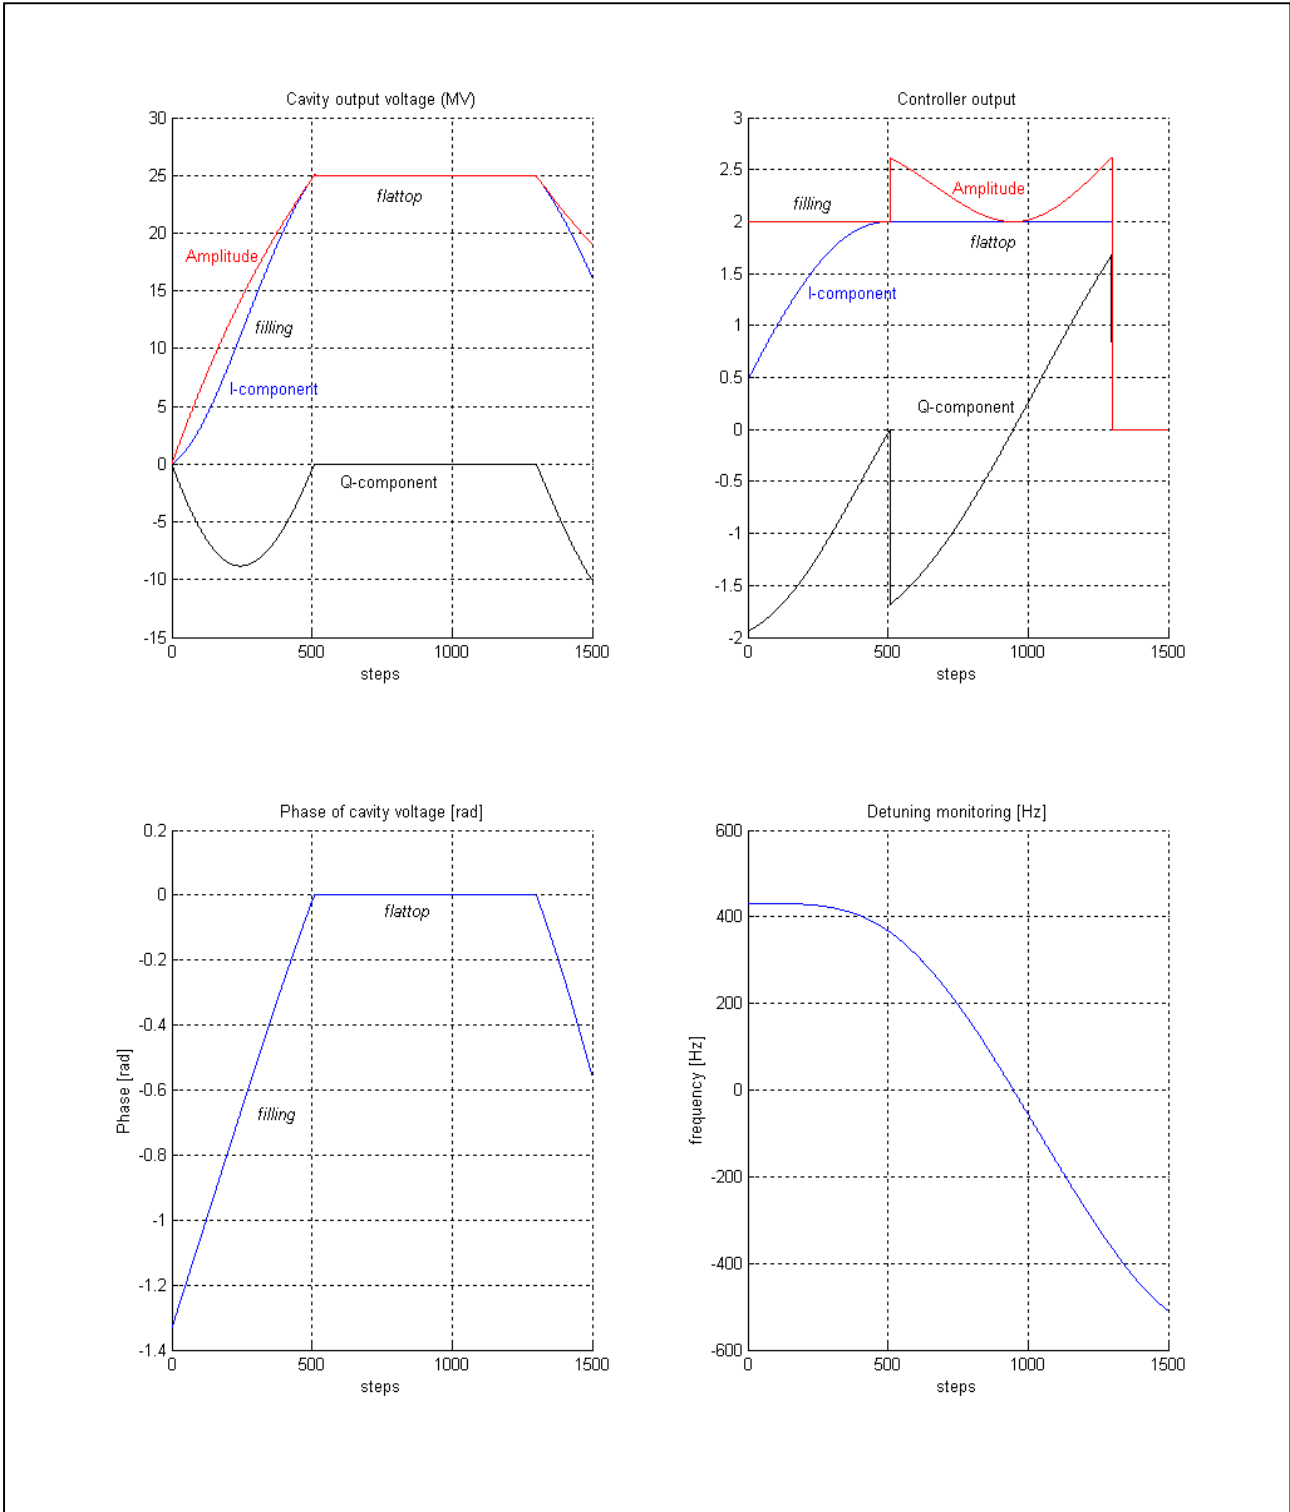 Cavity output voltage (MV)
30
25
20
15
10
5
0
-5
-10
-15
0 500 1000 1500
steps
flattop
Amplitude
filling
I-component
Q-component
Controller output
3
2.5
2
1.5
1
0.5
0
-0.5
-1
-1.5
-2
0 500 1000 1500
steps
filling
Amplitude
flattop
I-component
Q-component
Phase of cavity voltage [rad]
0.2
0
-0.2
-0.4
-0.6
-0.8
-1
-1.2
-1.4
0 500 1000 1500
steps
Phase [rad]
flattop
filling
Detuning monitoring [Hz]
600
400
200
0
-200
-400
-600
0 500 1000 1500
steps
frequency [Hz]